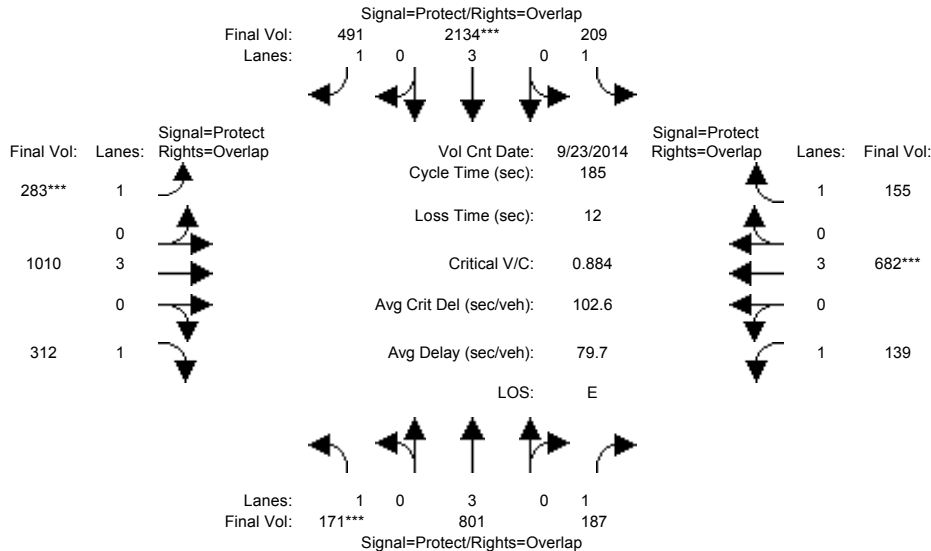 Signal=Protect/Rights=Overlap
Final Vol: 491 2134*** 209
Lanes: 1 0 3 0 1
Signal=Protect Signal=Protect
Final Vol: Lanes: Rights=Overlap Vol Cnt Date: 9/23/2014 Rights=Overlap Lanes: Final Vol:
Cycle Time (sec): 185
283*** 1 1 155
Loss Time (sec): 12
0 0
1010 3 Critical V/C: 0.884 3 682***
0 Avg Crit Del (sec/veh): 102.6 0
312 1 Avg Delay (sec/veh): 79.7 1 139
LOS: E
Lanes: 1 0 3 0 1
Final Vol: 171*** 801 187
Signal=Protect/Rights=Overlap